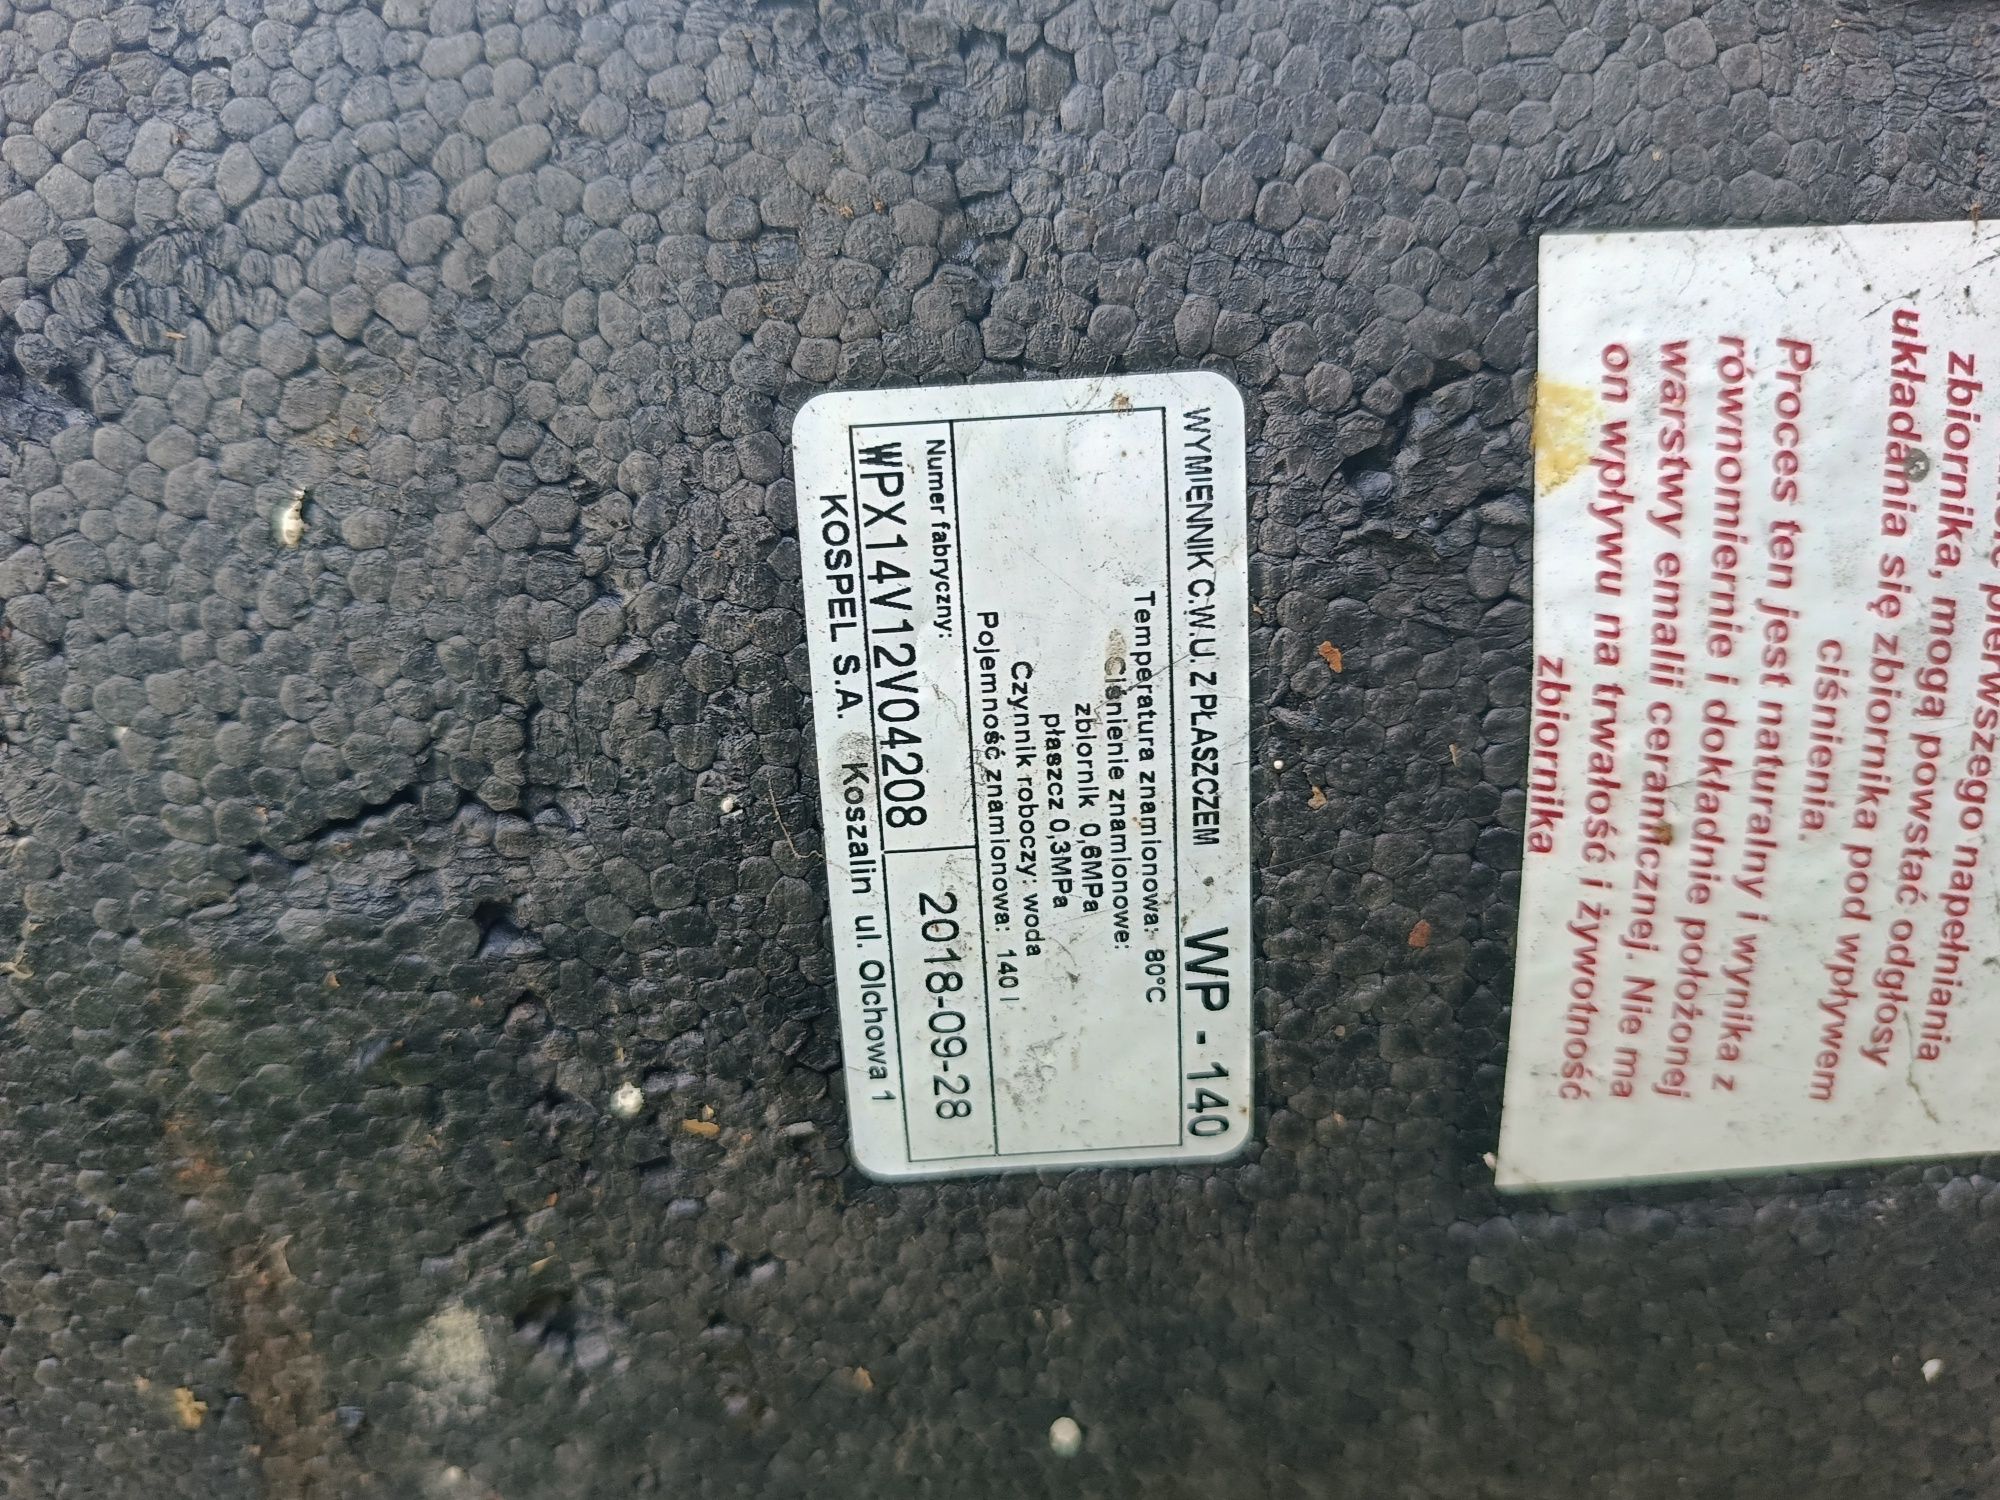 WYMIENNIK C.W.U. Z PŁASZCZEM • WP - 140
Temperatura znamionowa: 80°C
Ciśnienie znamionowe:
zbiornik 0,6MPa
płaszcz 0,3MPa
Czynnik roboczy: woda
Pojemność znamionowa: 140 l
Numer fabryczny:
WPX14V12V04208
2018-09-28
KOSPEL S.A. Koszalin ul. Olchowa 1
pierwszego napełniania
zbiornika, mogą powstać odgłosy
układania się zbiornika pod wpływem
ciśnienia.
Proces ten jest naturalny i wynika z
równomiernie i dokładnie położonej
warstwy emalii ceramicznej. Nie ma
on wpływu na trwałość i żywotność
zbiornika